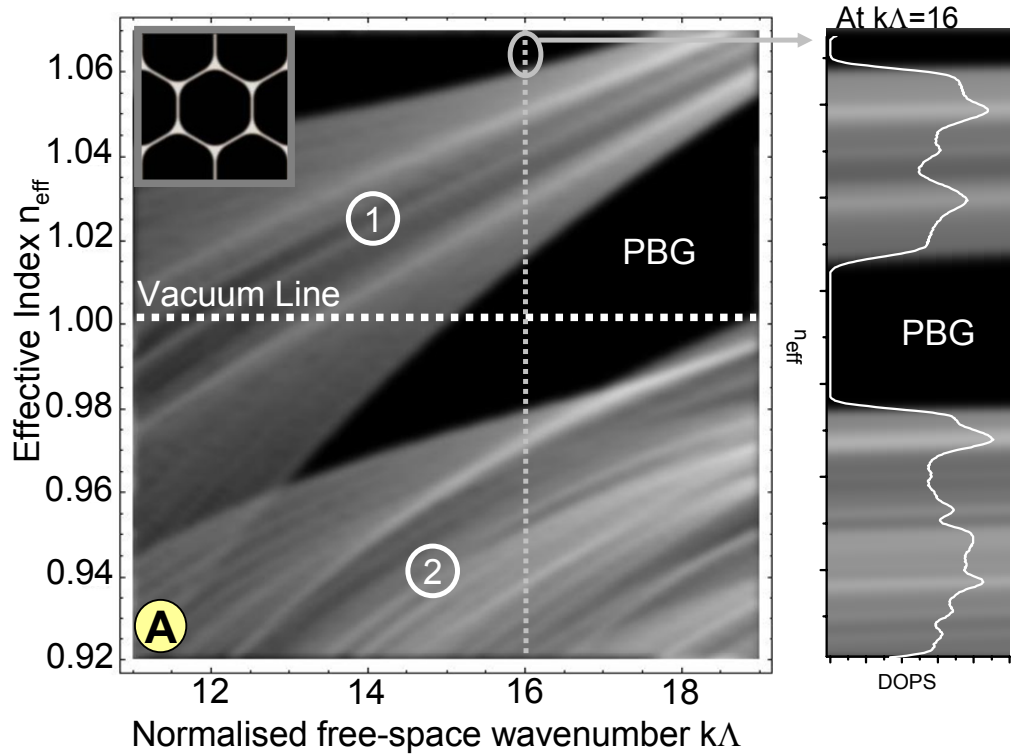 At kΛ=16
1.06
1.04
1.02
1.00
0.98
0.96
0.94
0.92
Effective Index neff
1
PBG
Vacuum Line
neff
PBG
2
A
12
14
16
18
DOPS
Normalised free-space wavenumber kΛ